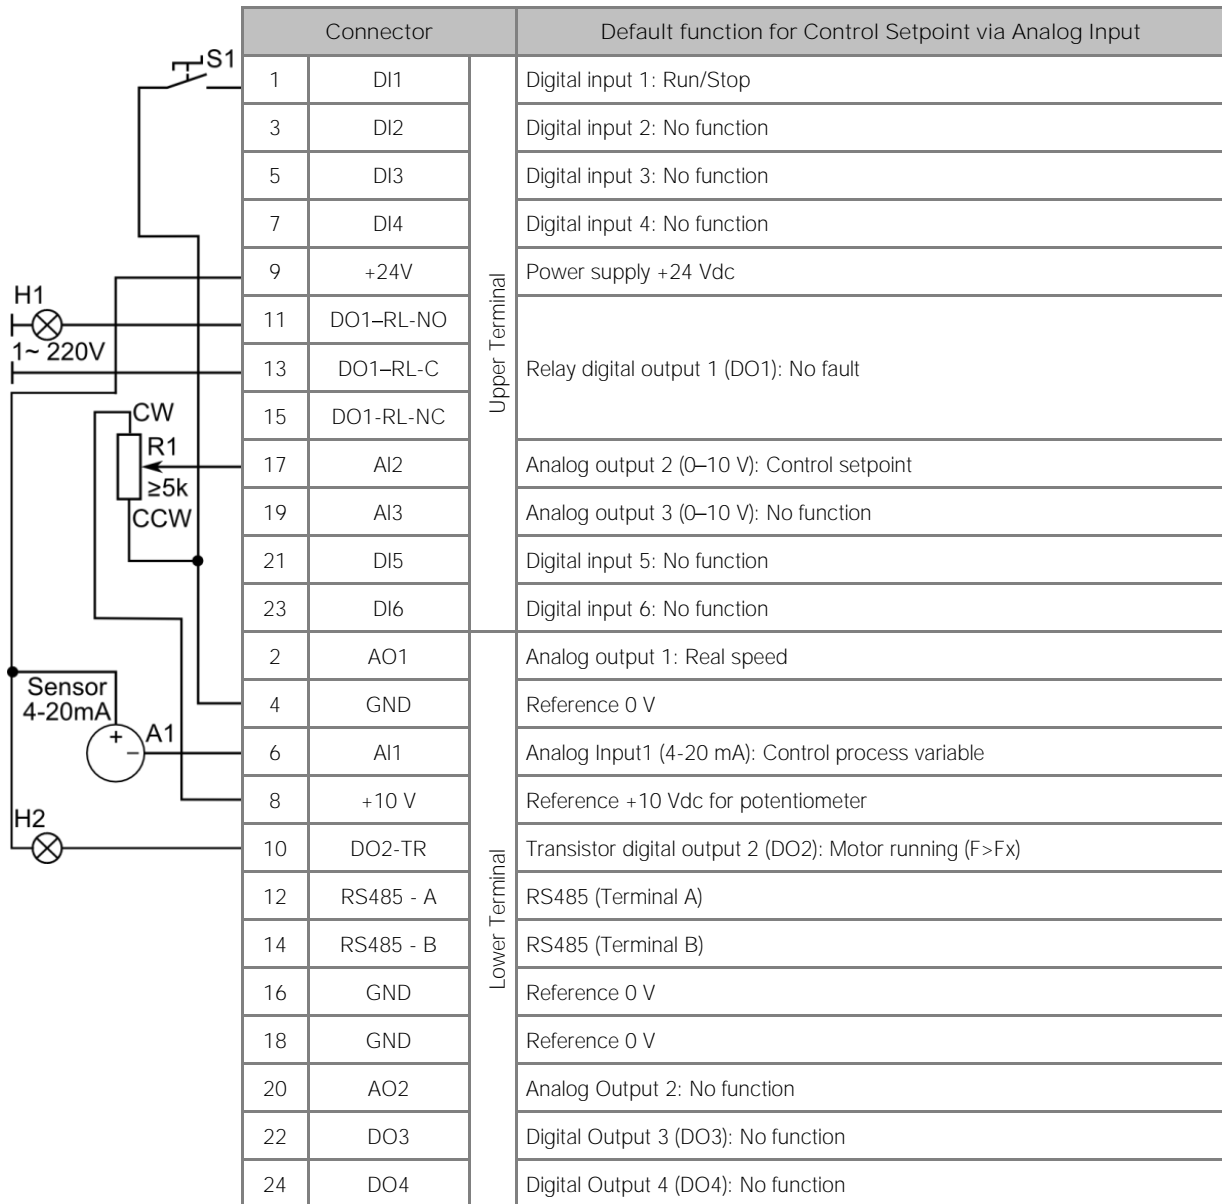 Connector Default function for Control Setpoint via Analog Input
S1
1 DI1 Digital input 1: Run/Stop
3 DI2 Digital input 2: No function
5 DI3 Digital input 3: No function
7 DI4 Digital input 4: No function
9 +24V Power supply +24 Vdc
Upper Terminal
H1
11 DO1–RL-NO
1~ 220V
13 DO1–RL-C Relay digital output 1 (DO1): No fault
15 DO1-RL-NC
CW
R1
≥5k
CCW
17 AI2 Analog output 2 (0–10 V): Control setpoint
19 AI3 Analog output 3 (0–10 V): No function
21 DI5 Digital input 5: No function
23 DI6 Digital input 6: No function
2 AO1 Analog output 1: Real speed
Sensor
4-20mA
4 GND Reference 0 V
+
−
A1
6 AI1 Analog Input1 (4-20 mA): Control process variable
8 +10 V Reference +10 Vdc for potentiometer
H2
10 DO2-TR Transistor digital output 2 (DO2): Motor running (F>Fx)
Lower Terminal
12 RS485 - A RS485 (Terminal A)
14 RS485 - B RS485 (Terminal B)
16 GND Reference 0 V
18 GND Reference 0 V
20 AO2 Analog Output 2: No function
22 DO3 Digital Output 3 (DO3): No function
24 DO4 Digital Output 4 (DO4): No function